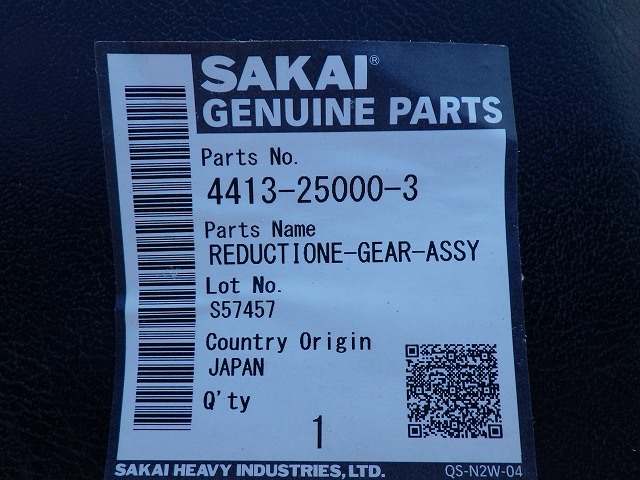 SAKAI®
GENUINE PARTS
Parts No.
4413-25000-3
Parts Name
REDUCTIONE-GEAR-ASSY
Lot No.
S57457
Country Origin
JAPAN
Q'ty
1
SAKAI HEAVY INDUSTRIES, LTD. QS-N2W-04